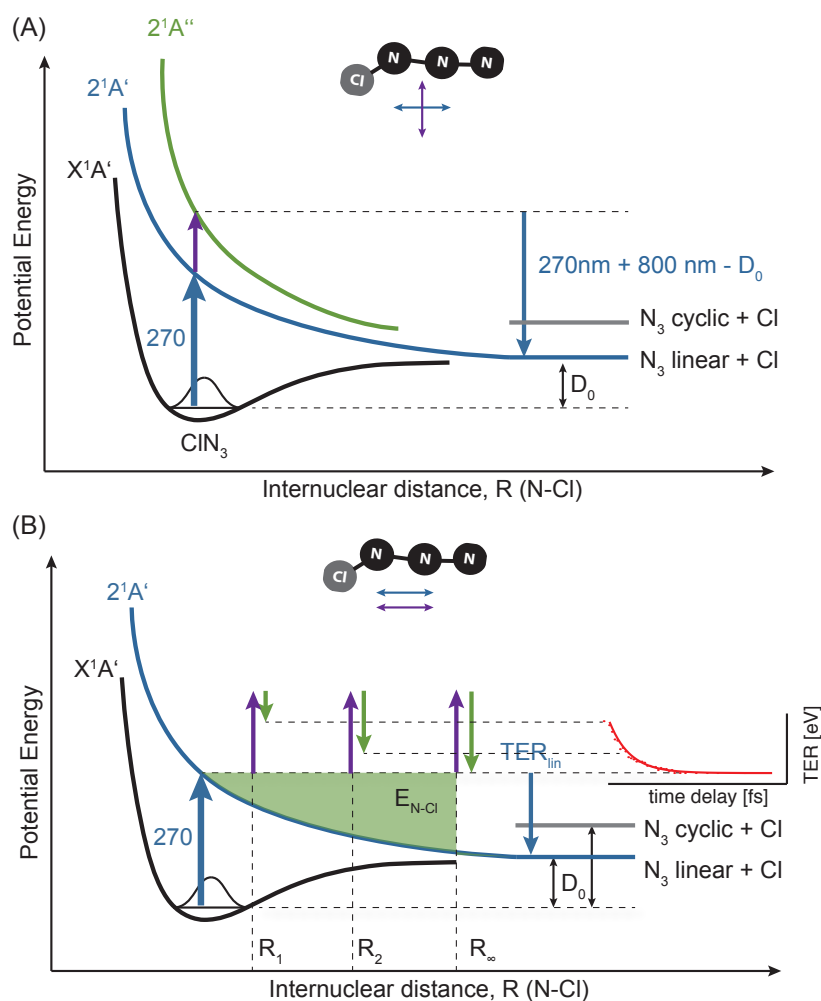 (A)
2¹A‘‘
2¹A‘
X¹A‘
Cl N N N
Potential Energy
270nm + 800 nm - D₀
270
N₃ cyclic + Cl
N₃ linear + Cl
D₀
ClN₃
Internuclear distance, R (N-Cl)
(B)
2¹A‘
X¹A‘
Cl N N N
Potential Energy
TER [eV]
TER_lin
time delay [fs]
E_N-Cl
270
N₃ cyclic + Cl
N₃ linear + Cl
D₀
R₁ R₂ R∞
Internuclear distance, R (N-Cl)